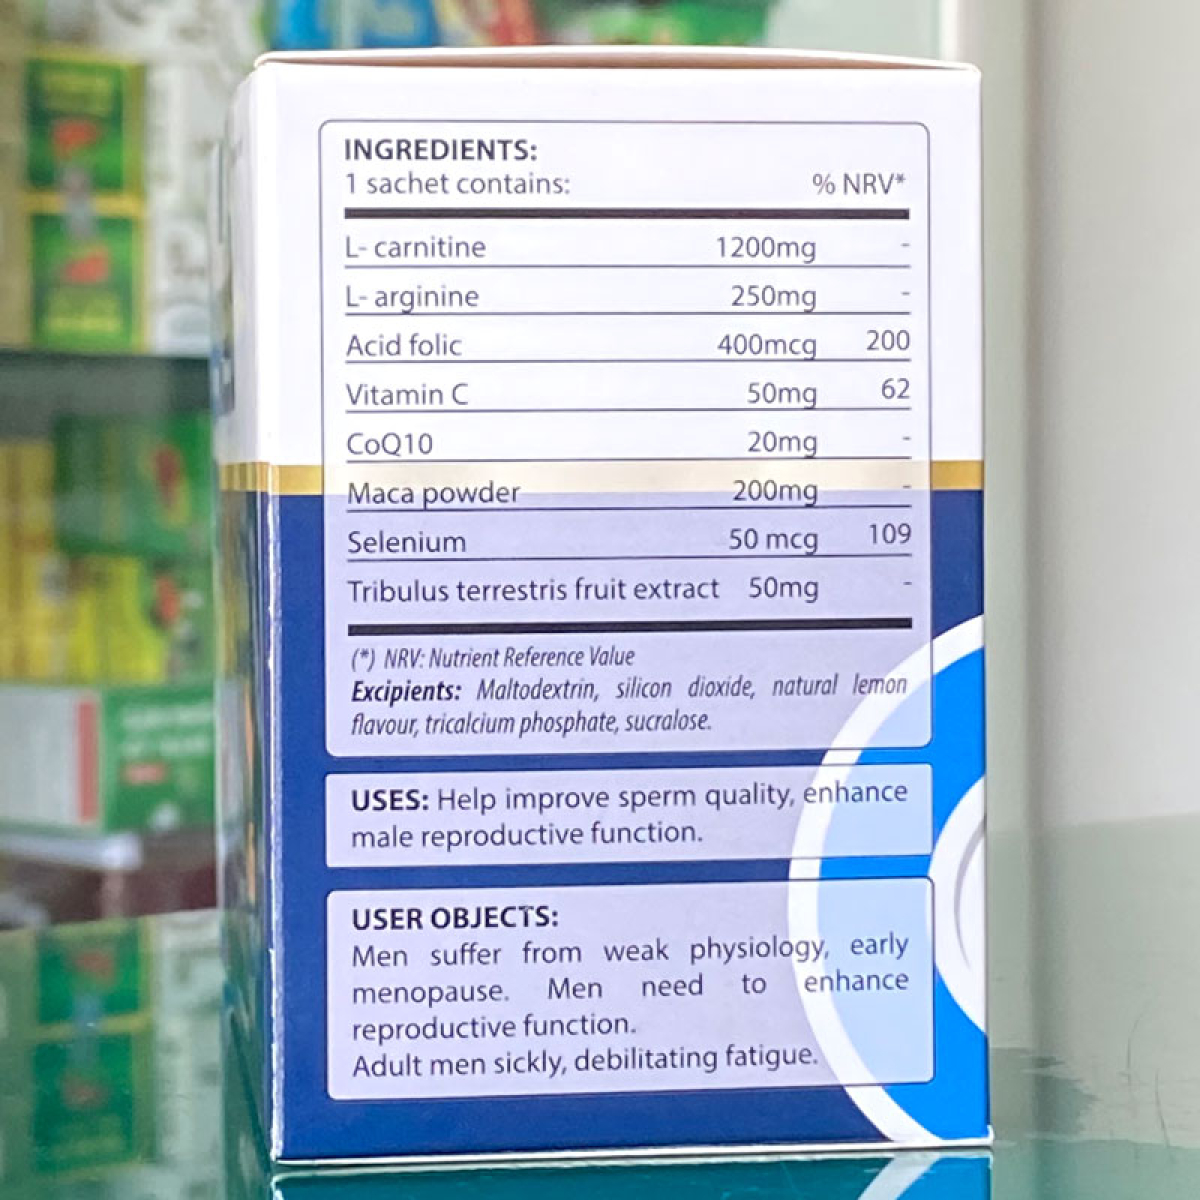 INGREDIENTS:
1 sachet contains: % NRV*
L- carnitine 1200mg -
L- arginine 250mg -
Acid folic 400mcg 200
Vitamin C 50mg 62
CoQ10 20mg -
Maca powder 200mg -
Selenium 50 mcg 109
Tribulus terrestris fruit extract 50mg -
(*) NRV: Nutrient Reference Value
Excipients: Maltodextrin, silicon dioxide, natural lemon
flavour, tricalcium phosphate, sucralose.
USES: Help improve sperm quality, enhance
male reproductive function.
USER OBJECTS:
Men suffer from weak physiology, early
menopause. Men need to enhance
reproductive function.
Adult men sickly, debilitating fatigue.